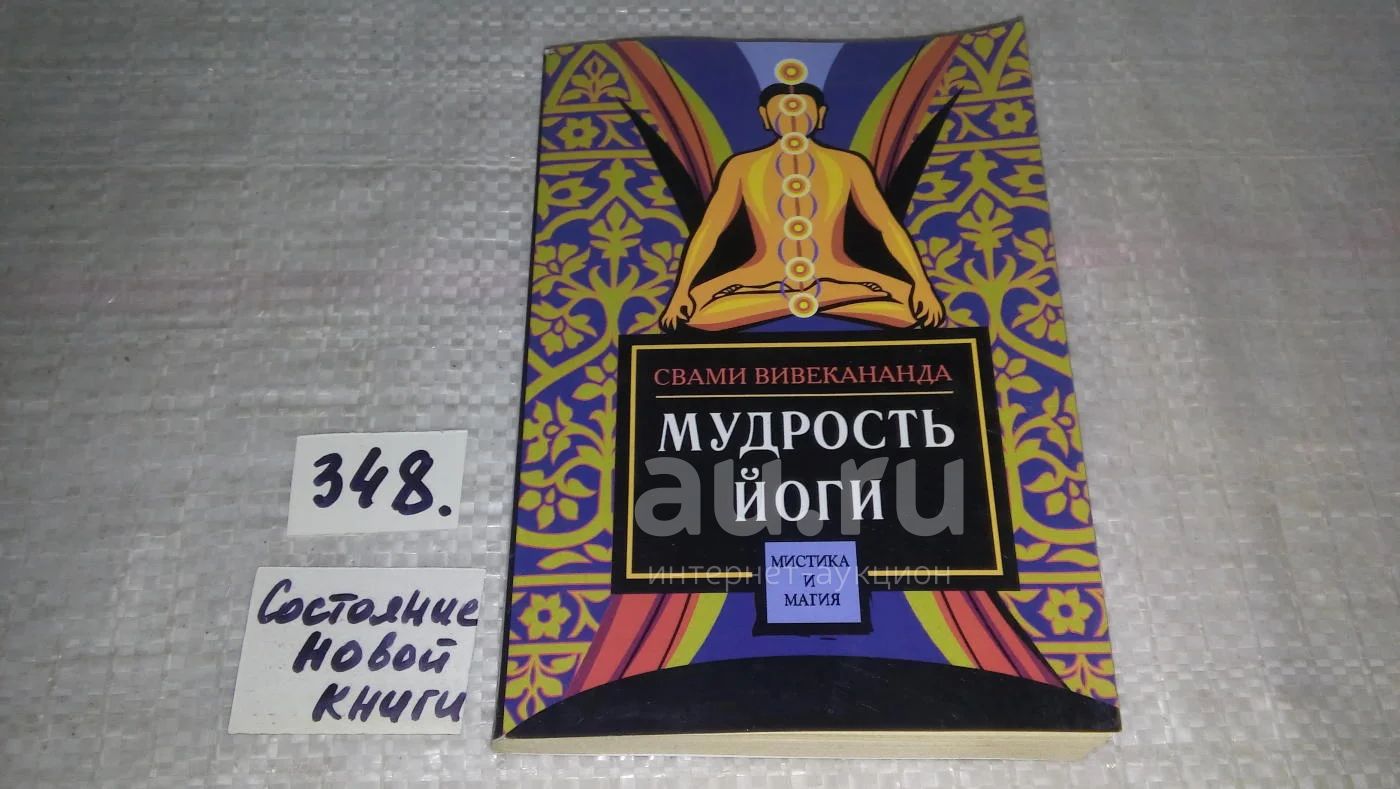 СВАМИ ВИВЕКАНАНДА
МУДРОСТЬ
ЙОГИ
МИСТИКА
И
МАГИЯ
348.
Состояние
новой
книги
au.ru
интернет-аукцион